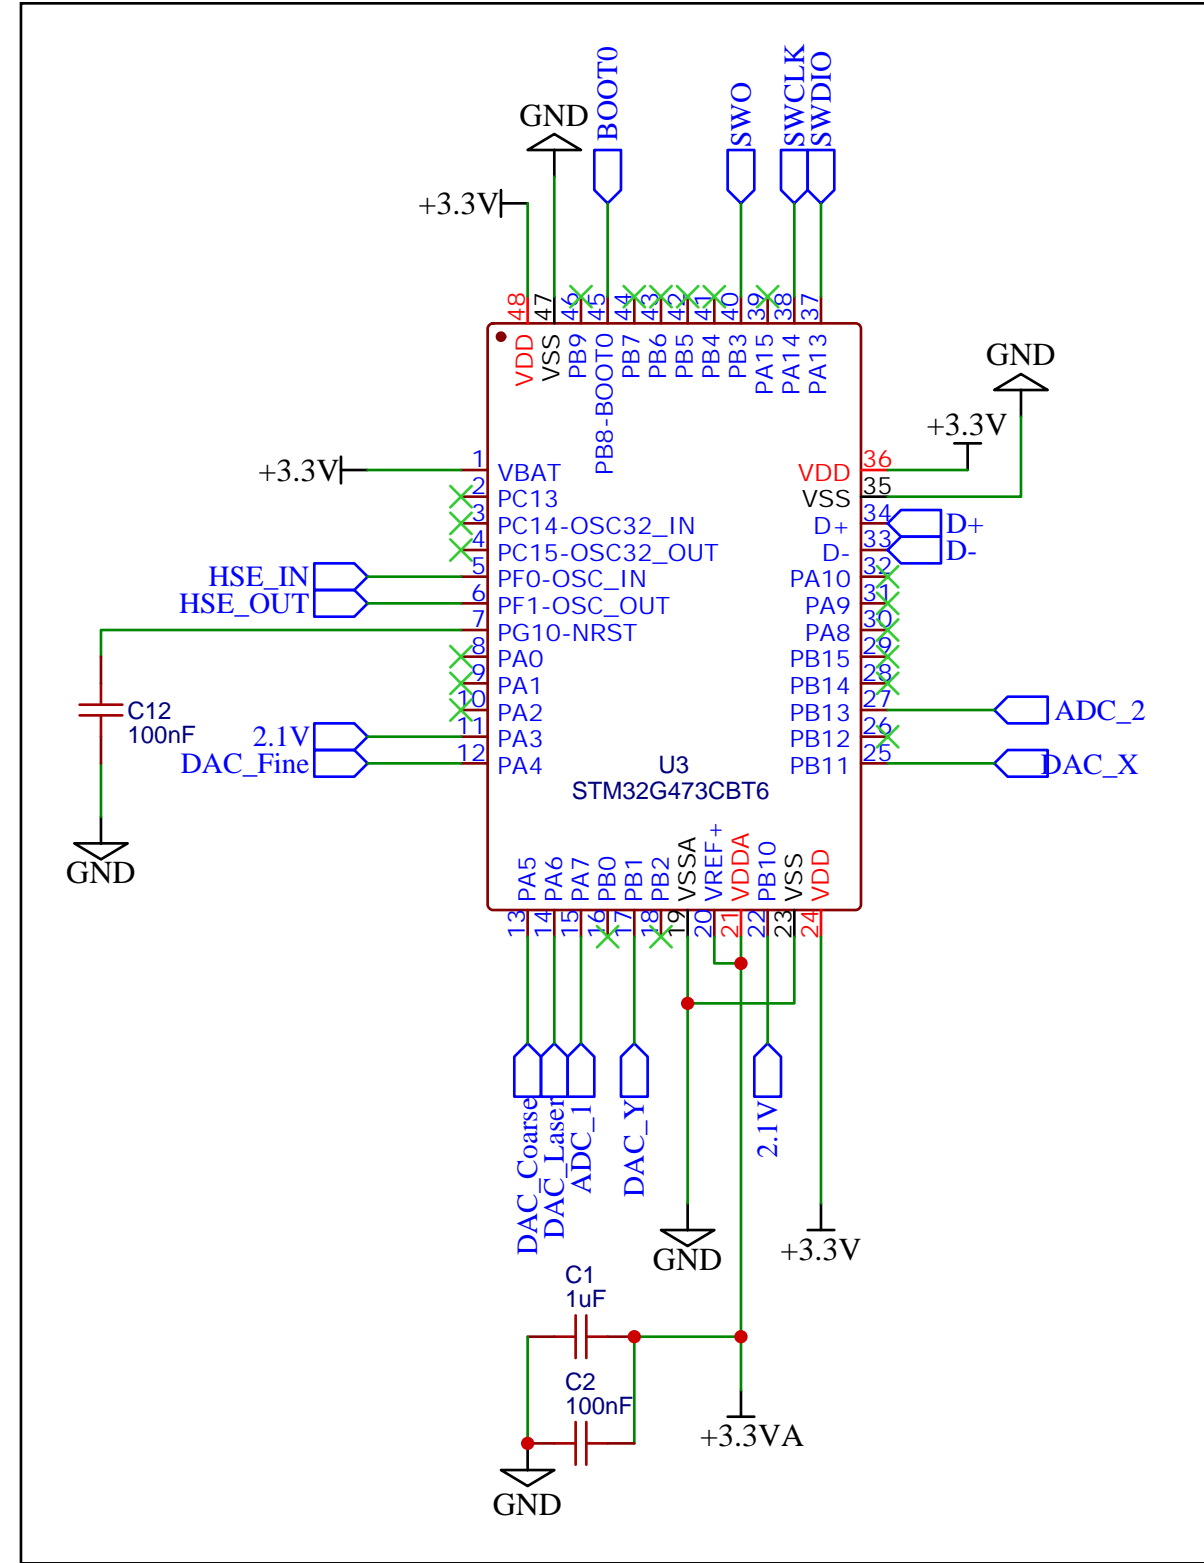 GND
BOOT0
SWO
SWCLK
SWDIO
+3.3V
48
47
46
45
44
43
42
41
40
39
38
37
VDD
VSS
PB9
PB8-BOOT0
PB7
PB6
PB5
PB4
PB3
PA15
PA14
PA13
GND
+3.3V
+3.3V
1 VBAT
2 PC13
3 PC14-OSC32_IN
4 PC15-OSC32_OUT
HSE_IN 5 PF0-OSC_IN
HSE_OUT 6 PF1-OSC_OUT
7 PG10-NRST
8 PA0
9 PA1
10 PA2
2.1V 11 PA3
DAC_Fine 12 PA4
VDD 36
VSS 35
D+ 34 D+
D- 33 D-
PA10 32
PA9 31
PA8 30
PB15 29
PB14 28
PB13 27 ADC_2
PB12 26
PB11 25 DAC_X
C12
100nF
GND
U3
STM32G473CBT6
PA5
PA6
PA7
PB0
PB1
PB2
VSSA
VREF+
VDDA
PB10
VSS
VDD
13
14
15
16
17
18
19
20
21
22
23
24
DAC_Coarse
DAC_Laser
ADC_1
DAC_Y
2.1V
GND
+3.3V
C1
1uF
C2
100nF
+3.3VA
GND